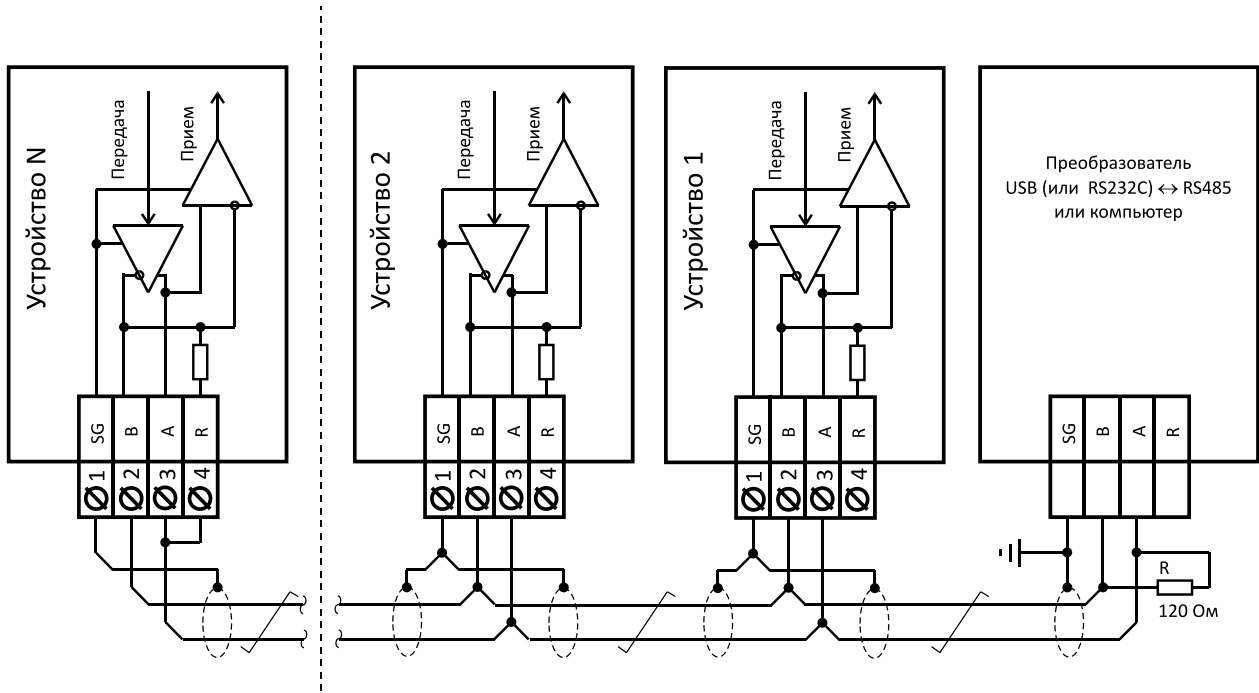 Устройство N
Передача
Прием
SG
B
A
R
1
2
3
4
Устройство 2
Передача
Прием
SG
B
A
R
1
2
3
4
Устройство 1
Передача
Прием
SG
B
A
R
1
2
3
4
Преобразователь
USB (или RS232C) ↔ RS485
или компьютер
SG
B
A
R
R
120 Ом